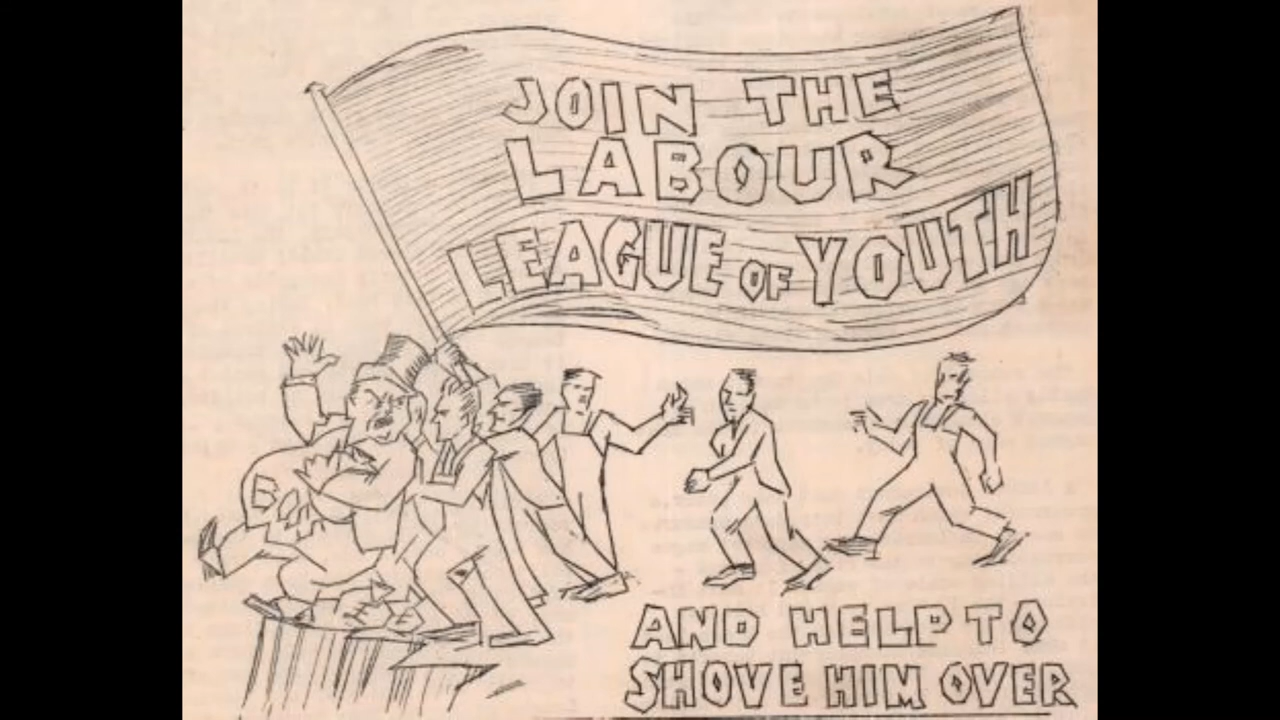 JOIN THE
LABOUR
LEAGUE OF YOUTH
AND HELP TO
SHOVE HIM OVER